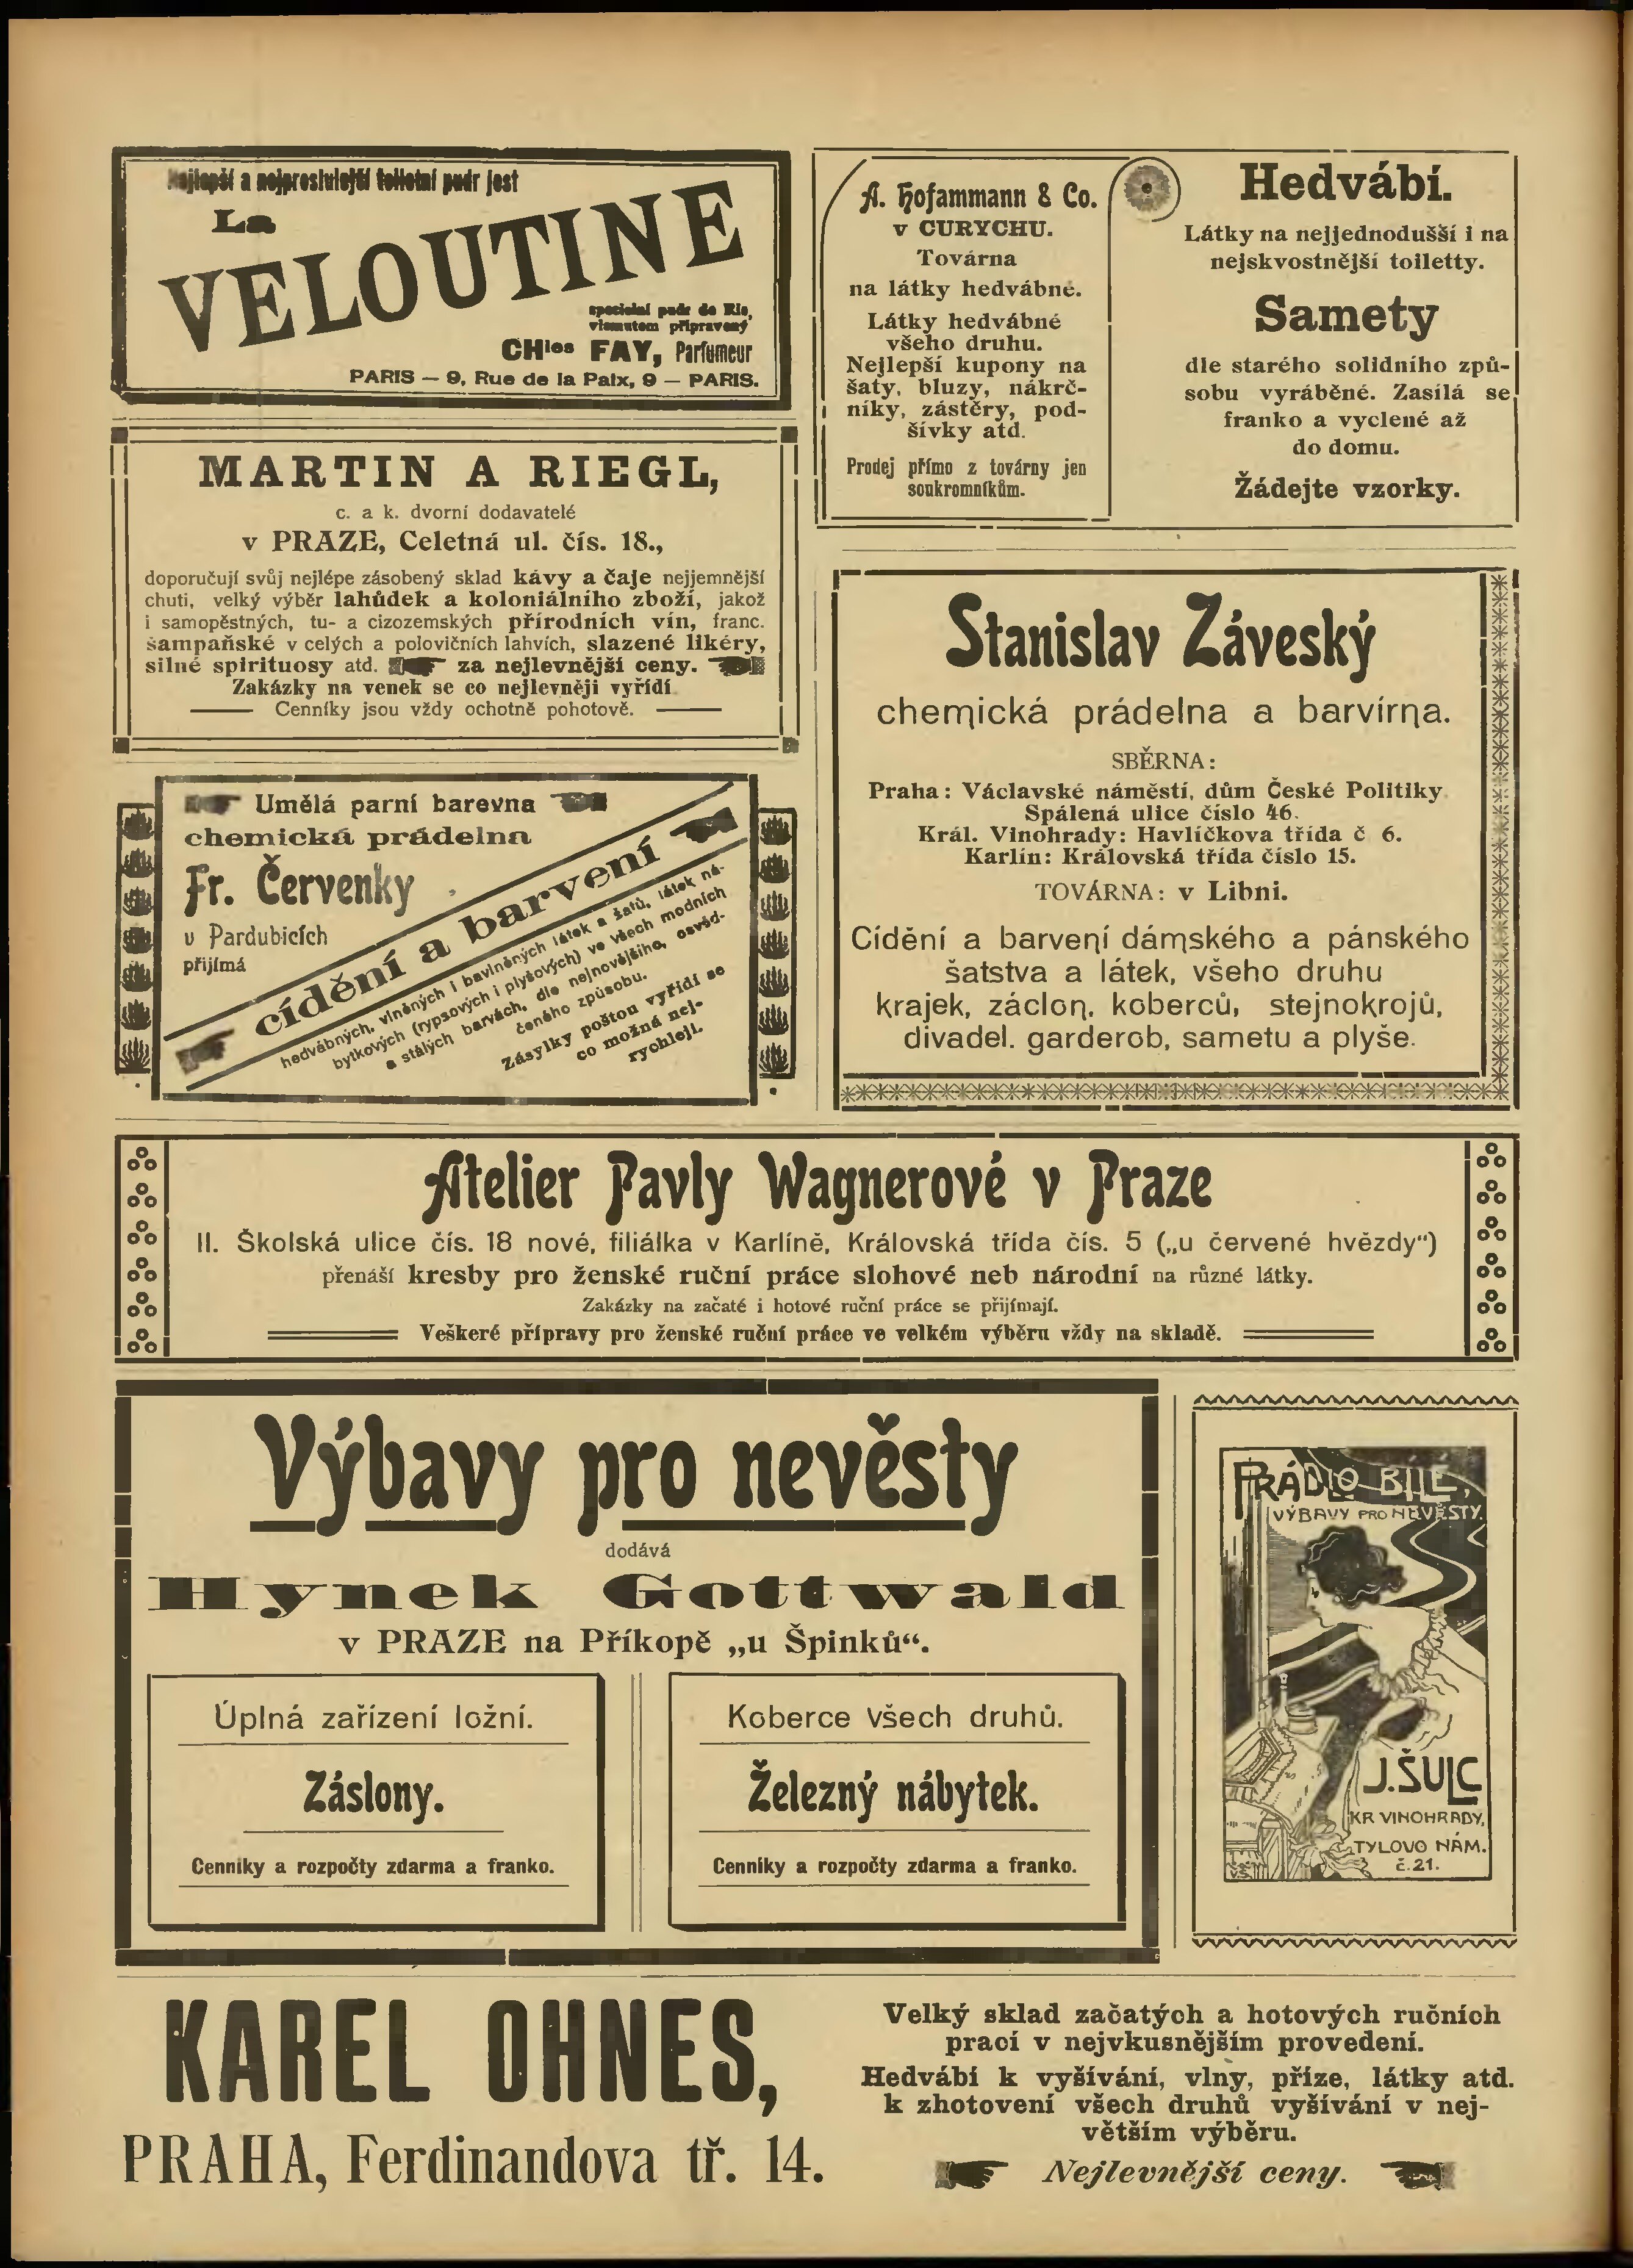 Nejlepší a nejproslulejší toiletní pudr jest
La
VELOUTINE
specielní pudr de Riz,
vismutem připravený
CHles FAY, Parfumeur
PARIS — 9, Rue de la Paix, 9 — PARIS.
A. Hofammann & Co.
v CURYCHU.
Továrna
na látky hedvábné.
Látky hedvábné
všeho druhu.
Nejlepší kupony na
šaty, bluzy, nákrč-
níky, zástěry, pod-
šívky atd.
Prodej přímo z továrny jen
soukromníkům.
Hedvábí.
Látky na nejjednodušší i na
nejskvostnější toiletty.
Samety
dle starého solidního způ-
sobu vyráběné. Zasílá se
franko a vyclené až
do domu.
Žádejte vzorky.
MARTIN A RIEGL,
c. a k. dvorní dodavatelé
v PRAZE, Celetná ul. čís. 18.,
doporučují svůj nejlépe zásobený sklad kávy a čaje nejjemnější
chuti, velký výběr lahůdek a koloniálního zboží, jakož
i samopěstných, tu- a cizozemských přírodních vín, franc.
šampaňské v celých a polovičních lahvích, slazené likéry,
silné spirituosy atd. za nejlevnější ceny.
Zakázky na venek se co nejlevněji vyřídí
Cenníky jsou vždy ochotně pohotově.
Stanislav Záveský
chemická prádelna a barvírna.
SBĚRNA:
Praha: Václavské náměstí, dům České Politiky
Spálená ulice číslo 46.
Král. Vinohrady: Havlíčkova třída č 6.
Karlín: Královská třída číslo 15.
TOVÁRNA: v Libni.
Cídění a barvení dámského a pánského
šatstva a látek, všeho druhu
krajek, záclon, koberců, stejnokrojů,
divadel. garderob, sametu a plyše.
Umělá parní barevna
chemická prádelna
Fr. Červenky
v Pardubicích
přijímá
cídění a barvení
hedvábných, vlněných i bavlněných látek a šatů, látek ná-
bytkových (rypsových i plyšových) ve všech modních
a stálých barvách, dle nejnovějšího, osvěd-
čeného způsobu.
Zásylky poštou vyřídí se
co možná nej-
rychleji.
Atelier Pavly Wagnerové v Praze
II. Školská ulice čís. 18 nové, filiálka v Karlíně, Královská třída čís. 5 („u červené hvězdy“)
přenáší kresby pro ženské ruční práce slohové neb národní na různé látky.
Zakázky na začaté i hotové ruční práce se přijímají.
Veškeré přípravy pro ženské ruční práce ve velkém výběru vždy na skladě.
Výbavy pro nevěsty
dodává
Hynek Gottwald
v PRAZE na Příkopě „u Špinků“.
Úplná zařízení ložní.
Záslony.
Cenníky a rozpočty zdarma a franko.
Koberce všech druhů.
Železný nábytek.
Cenníky a rozpočty zdarma a franko.
PRÁDLO BÍLÉ,
VÝBAVY PRO NEVĚSTY.
J. ŠULC
KR VINOHRADY,
TYLOVO NÁM.
č.21.
V.Š.
KAREL OHNES,
PRAHA, Ferdinandova tř. 14.
Velký sklad začatých a hotových ručních
prací v nejvkusnějším provedení.
Hedvábí k vyšívání, vlny, příze, látky atd.
k zhotovení všech druhů vyšívání v nej-
větším výběru.
Nejlevnější ceny.